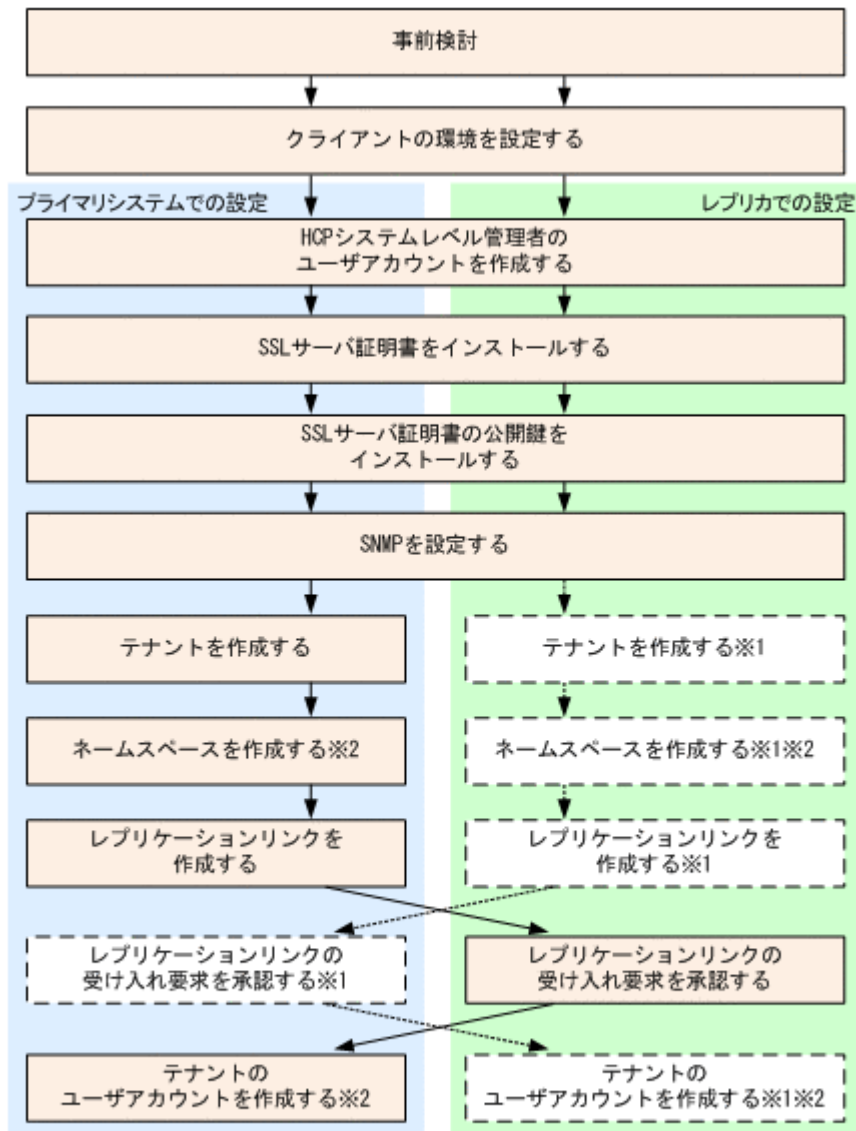 事前検討
クライアントの環境を設定する
プライマリシステムでの設定
レプリカでの設定
HCPシステムレベル管理者の
ユーザアカウントを作成する
SSLサーバ証明書をインストールする
SSLサーバ証明書の公開鍵を
インストールする
SNMPを設定する
テナントを作成する
テナントを作成する※1
ネームスペースを作成する※2
ネームスペースを作成する※1※2
レプリケーションリンクを
作成する
レプリケーションリンクを
作成する※1
レプリケーションリンクの
受け入れ要求を承認する※1
レプリケーションリンクの
受け入れ要求を承認する
テナントの
ユーザアカウントを作成する※2
テナントの
ユーザアカウントを作成する※1※2